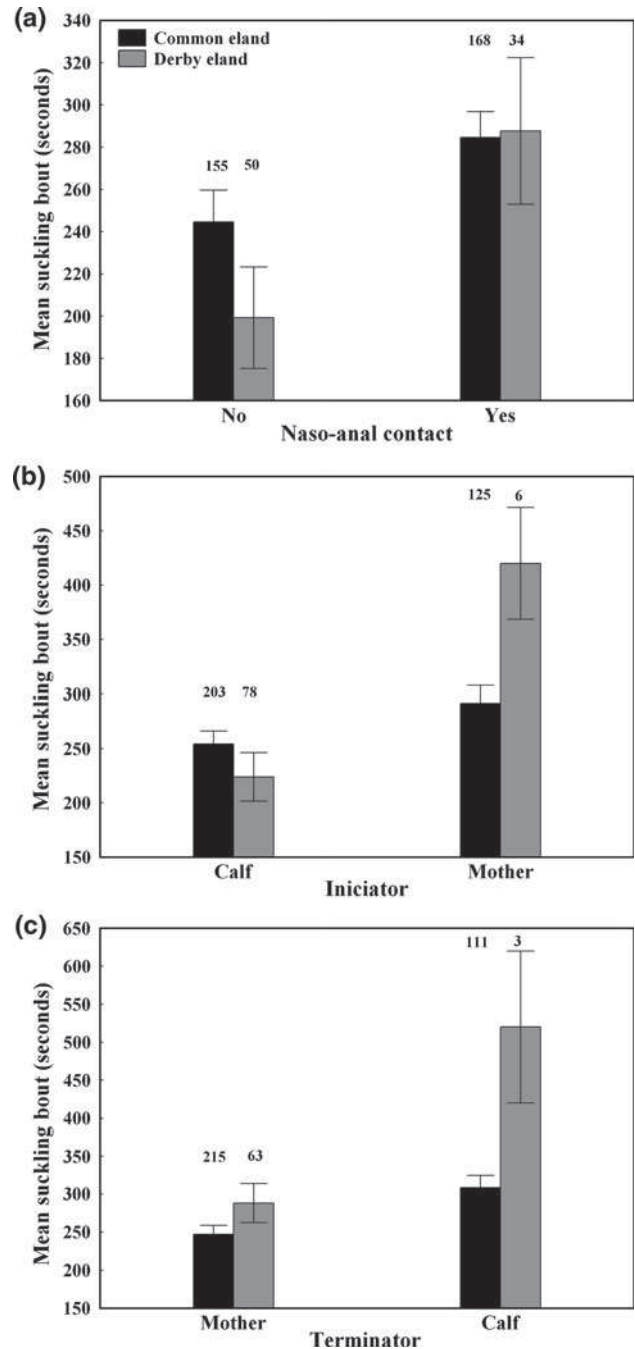 (a)
340
320
300
280
260
240
220
200
180
160
Mean suckling bout (seconds)
Common eland
Derby eland
155 50
168 34
No Yes
Naso-anal contact
(b)
500
450
400
350
300
250
200
150
Mean suckling bout (seconds)
203 78
125 6
Calf Mother
Iniciator
(c)
650
600
550
500
450
400
350
300
250
200
150
Mean suckling bout (seconds)
215 63
111 3
Mother Calf
Terminator